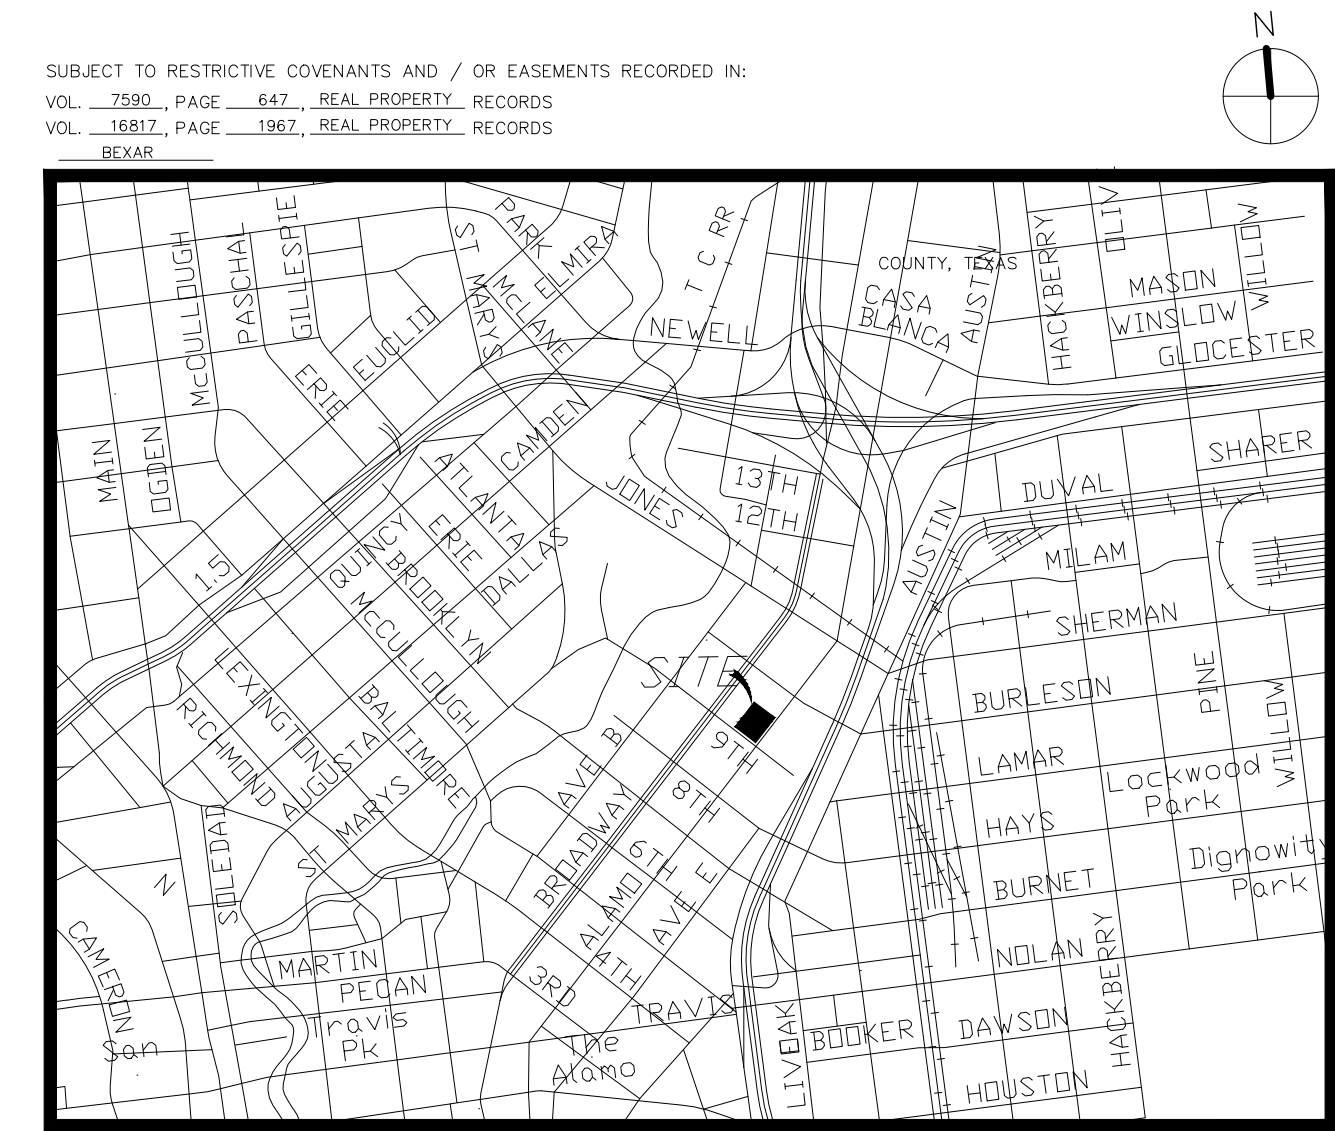 N
SUBJECT TO RESTRICTIVE COVENANTS AND / OR EASEMENTS RECORDED IN:
VOL. 7590, PAGE 647, REAL PROPERTY RECORDS
VOL. 16817, PAGE 1967, REAL PROPERTY RECORDS
BEXAR
COUNTY, TEXAS
McCULLOUGH
PASCHAL
GILLESPIE
ST MARYS
PARK
ELMIRA
McLANE
T C RR
NEWELL
CASA
BLANCA
AUSTIN
HACKBERRY
OLIV
WILLOW
MASON
WINSLOW
GLOCESTER
EUCLID
ERIE
MAIN
OGDEN
CAMDEN
ATLANTA
ERIE
DALLAS
JONES
13TH
12TH
SHARER
DUVAL
AUSTIN
MILAM
SHERMAN
1.5
QUINCY
BROOKLYN
McCULLOUGH
LEXINGTON
BALTIMORE
RICHMOND
AUGUSTA
ST MARYS
SITE
9TH
8TH
AVE B
BROADWAY
6TH
ALAMO
AVE E
4TH
3RD
BURLESON
PINE
WILLOW
LAMAR
Lockwood
Park
HAYS
Dignowity
Park
BURNET
NOLAN
HACKBERRY
DAWSON
HOUSTON
SOLEDAD
N
CAMERON
San
MARTIN
PECAN
Travis
Pk
TRAVIS
The
Alamo
LIVEOAK
BOOKER